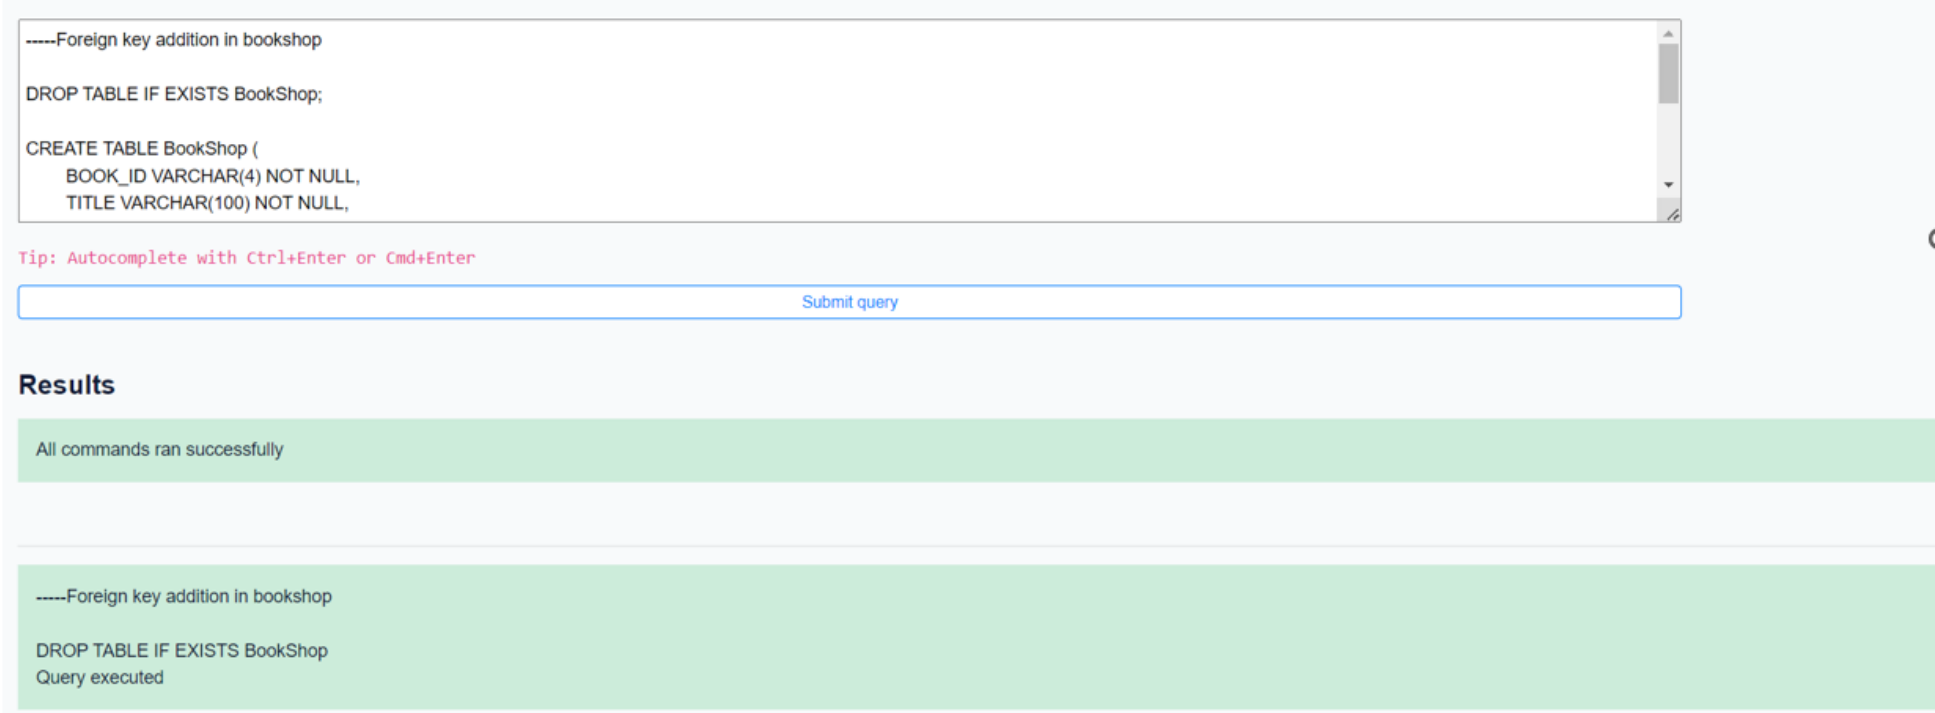 -----Foreign key addition in bookshop
DROP TABLE IF EXISTS BookShop;
CREATE TABLE BookShop (
BOOK_ID VARCHAR(4) NOT NULL,
TITLE VARCHAR(100) NOT NULL,
Tip: Autocomplete with Ctrl+Enter or Cmd+Enter
Submit query
Results
All commands ran successfully
-----Foreign key addition in bookshop
DROP TABLE IF EXISTS BookShop
Query executed